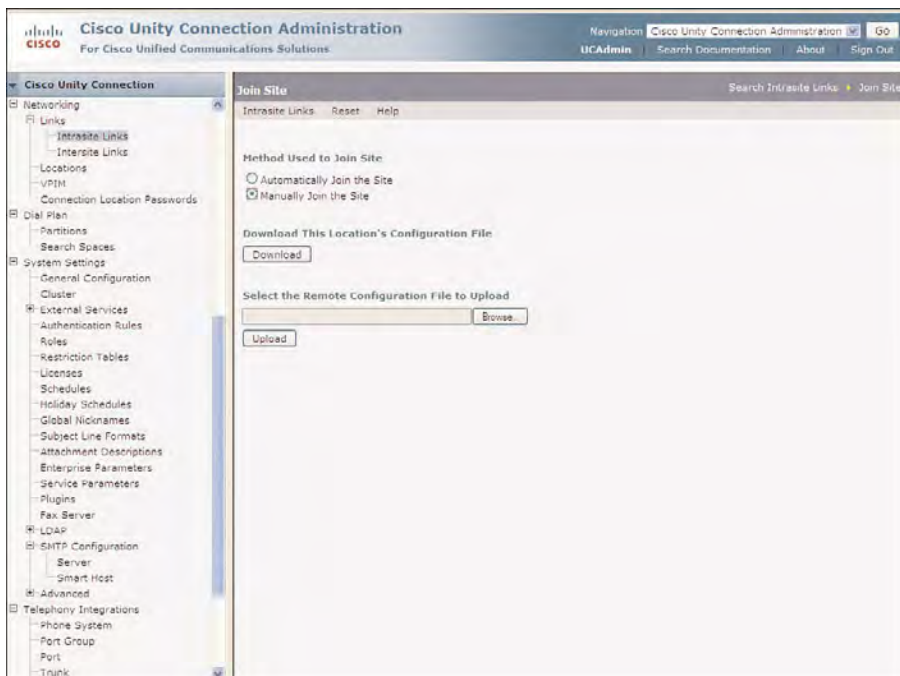 cisco
Cisco Unity Connection Administration
For Cisco Unified Communications Solutions
Navigation Cisco Unity Connection Administration Go
UCAdmin Search Documentation About Sign Out
Cisco Unity Connection
Networking
Links
Intrasite Links
Intersite Links
Locations
VPIM
Connection Location Passwords
Dial Plan
Partitions
Search Spaces
System Settings
General Configuration
Cluster
External Services
Authentication Rules
Roles
Restriction Tables
Licenses
Schedules
Holiday Schedules
Global Nicknames
Subject Line Formats
Attachment Descriptions
Enterprise Parameters
Service Parameters
Plugins
Fax Server
LDAP
SMTP Configuration
Server
Smart Host
Advanced
Telephony Integrations
Phone System
Port Group
Port
Trunk
Join Site
Search Intrasite Links Join Site
Intrasite Links Reset Help
Method Used to Join Site
Automatically Join the Site
Manually Join the Site
Download This Location's Configuration File
Download
Select the Remote Configuration File to Upload
Browse...
Upload